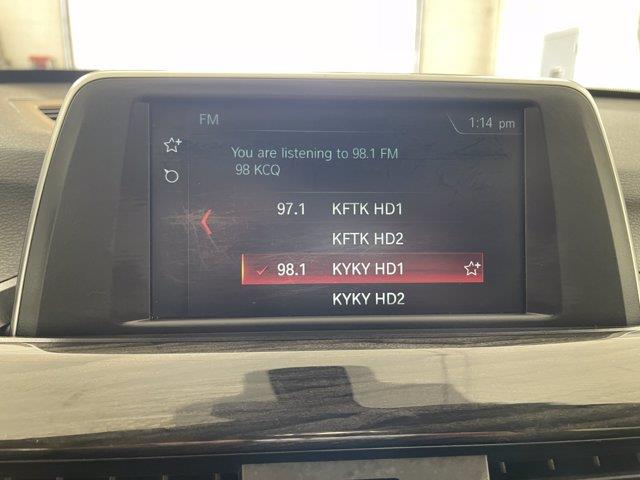 FM
1:14 pm
You are listening to 98.1 FM
98 KCQ
97.1 KFTK HD1
KFTK HD2
98.1 KYKY HD1
KYKY HD2